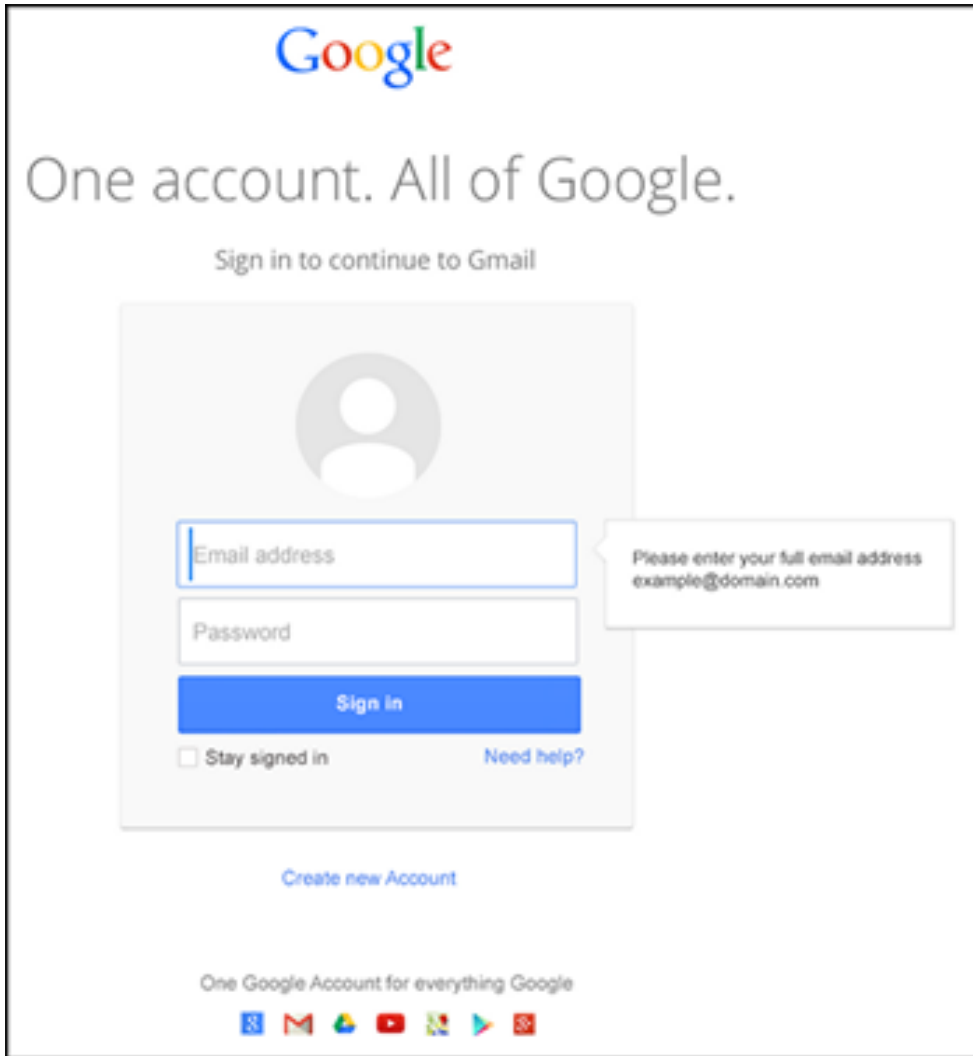 Google
One account. All of Google.
Sign in to continue to Gmail
Email address
Please enter your full email address
example@domain.com
Password
Sign in
Stay signed in
Need help?
Create new Account
One Google Account for everything Google